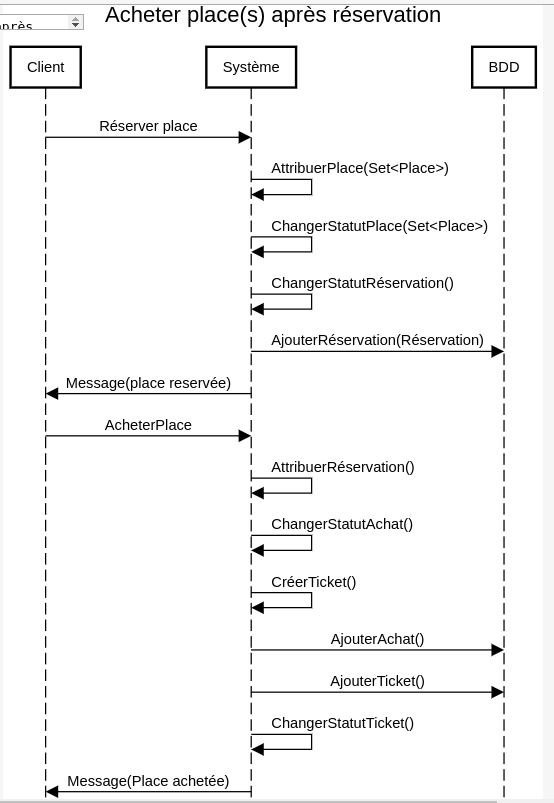 Acheter place(s) après réservation
près
Client
Système
BDD
Réserver place
AttribuerPlace(Set<Place>)
ChangerStatutPlace(Set<Place>)
ChangerStatutRéservation()
AjouterRéservation(Réservation)
Message(place reservée)
AcheterPlace
AttribuerRéservation()
ChangerStatutAchat()
CréerTicket()
AjouterAchat()
AjouterTicket()
ChangerStatutTicket()
Message(Place achetée)